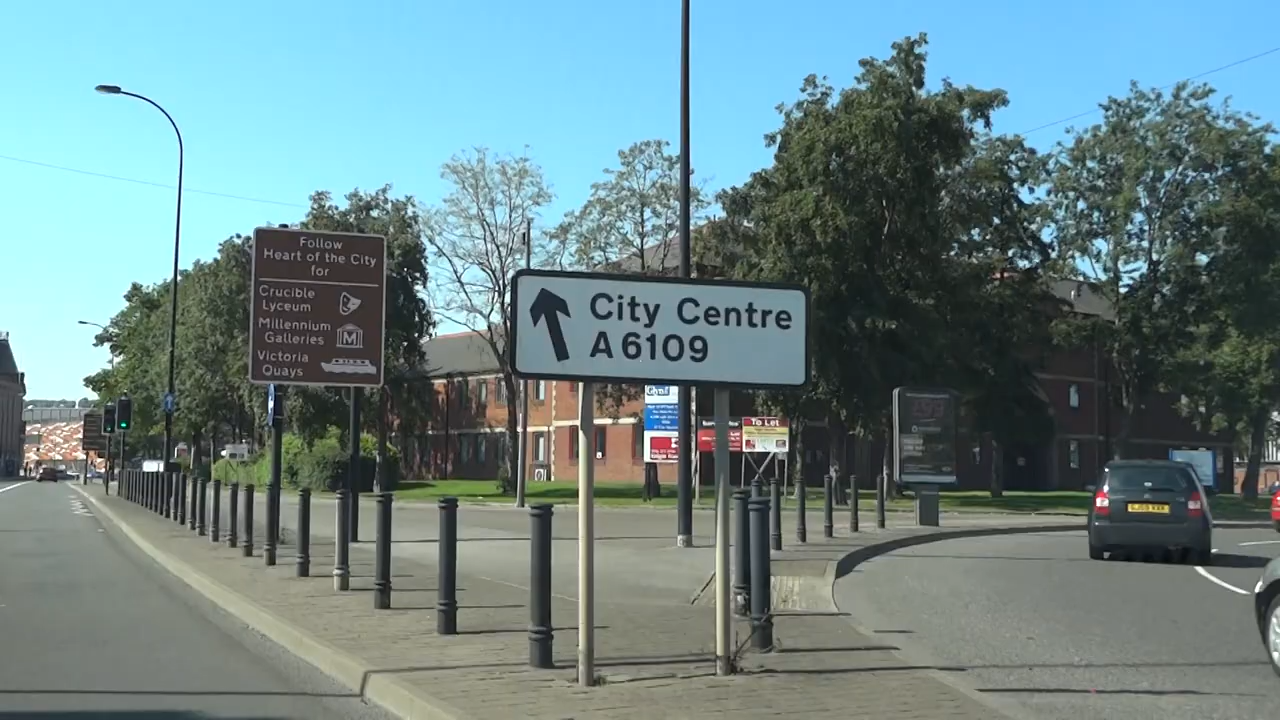 Follow
Heart of the City
for
Crucible
Lyceum
Millennium
Galleries
M
Victoria
Quays
City Centre
A 6109
To Let